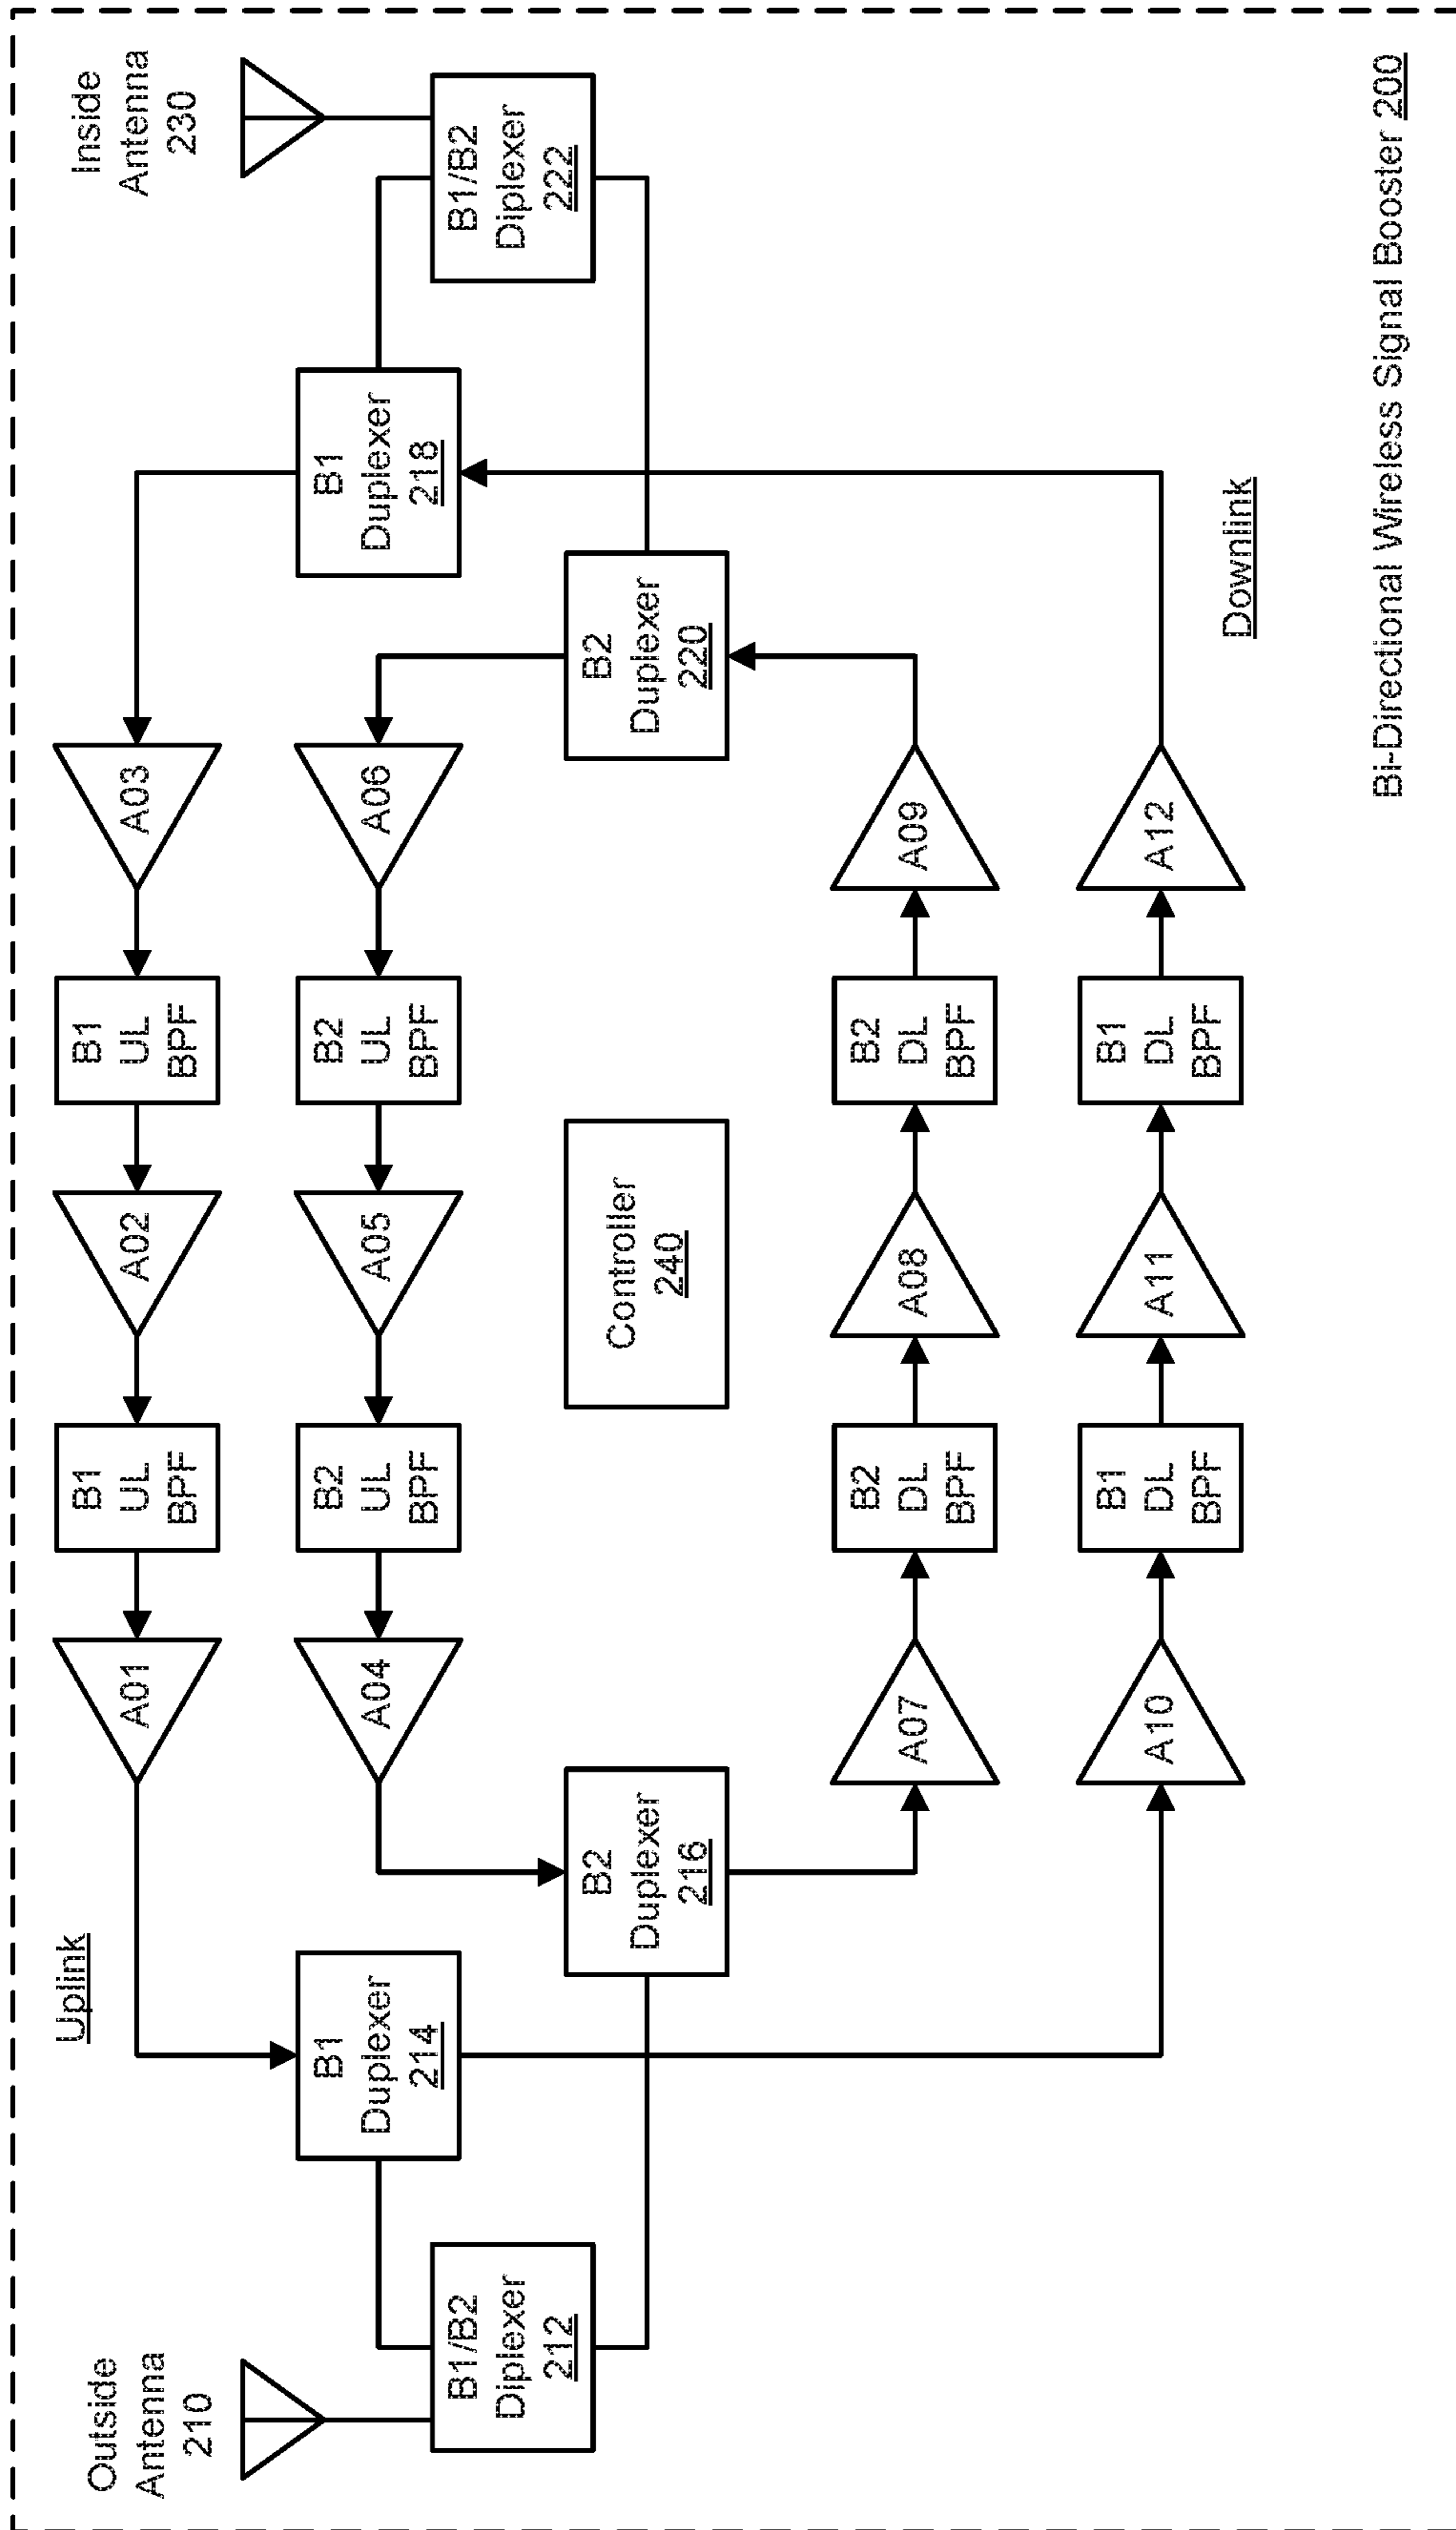 Outside
Antenna
210
Inside
Antenna
230
Uplink
B1/B2
Diplexer
212
B1
Duplexer
214
B2
Duplexer
216
A01
B1
UL
BPF
A02
B1
UL
BPF
A03
A04
B2
UL
BPF
A05
B2
UL
BPF
A06
Controller
240
B1
Duplexer
218
B2
Duplexer
220
B1/B2
Diplexer
222
A07
B2
DL
BPF
A08
B2
DL
BPF
A09
A10
B1
DL
BPF
A11
B1
DL
BPF
A12
Downlink
Bi-Directional Wireless Signal Booster 200